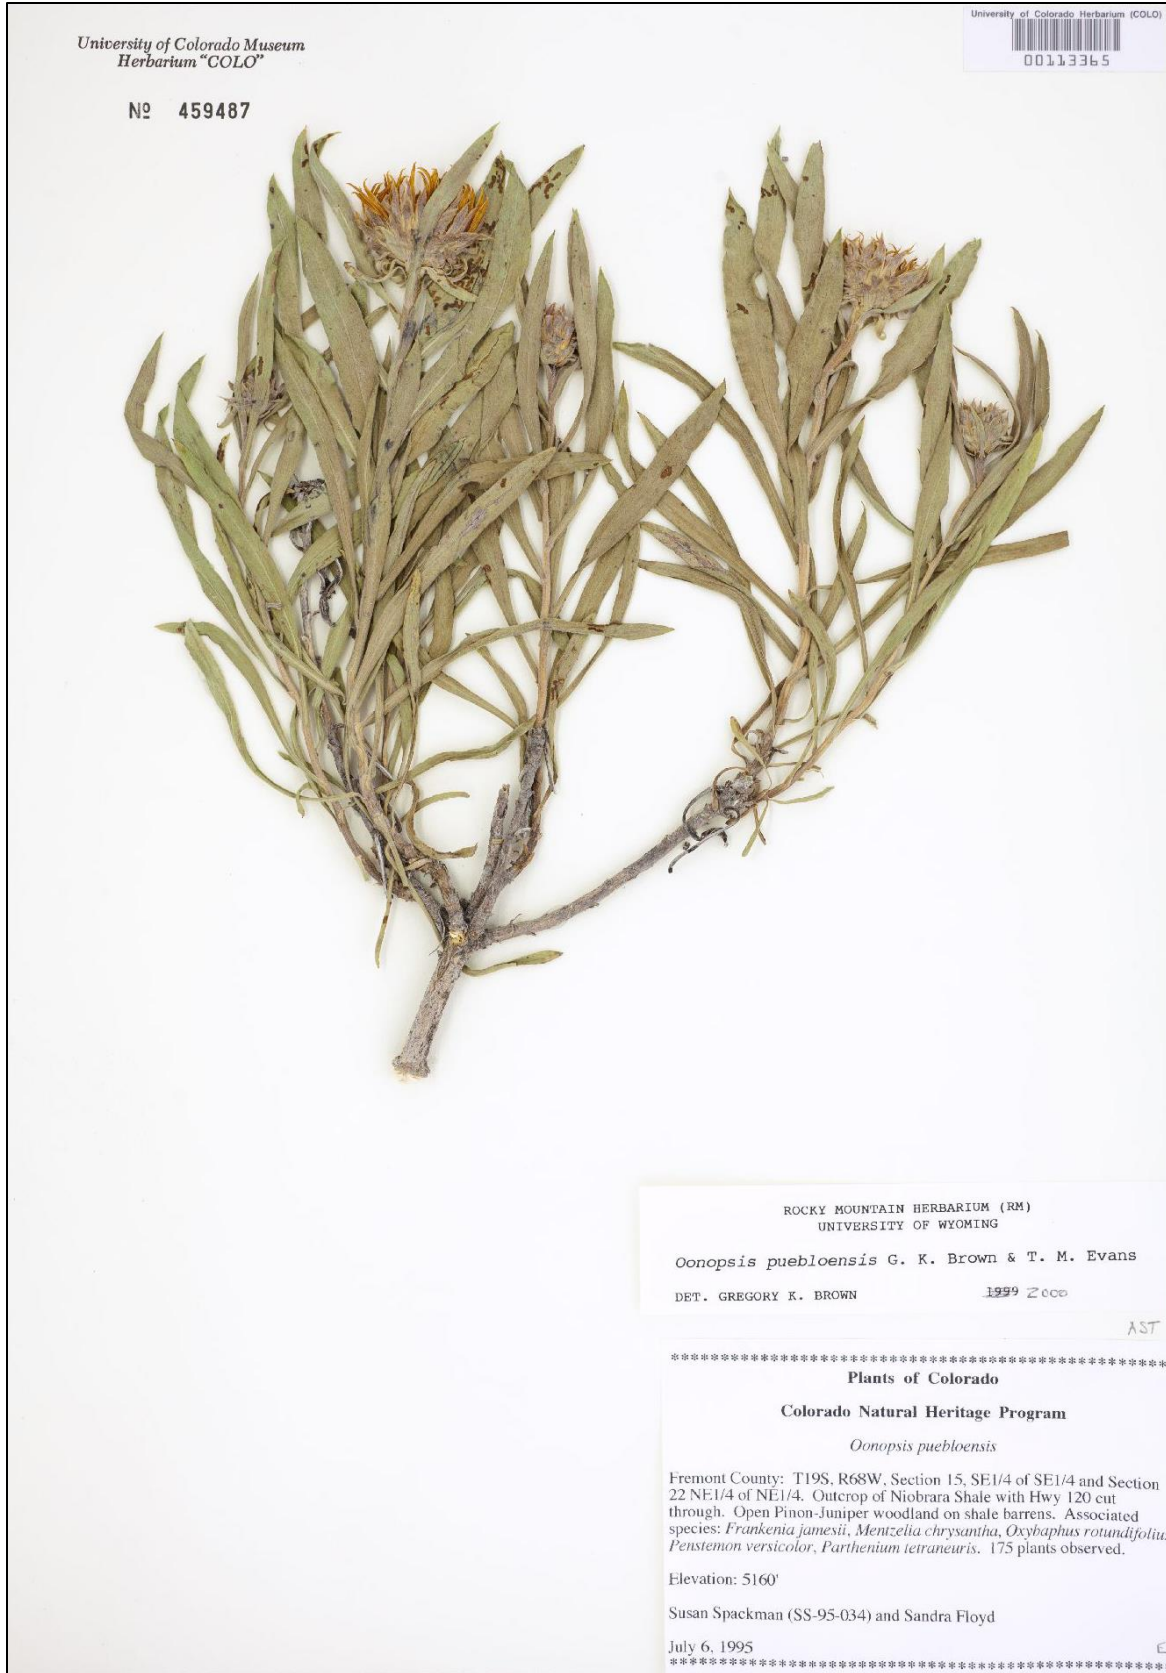 University of Colorado Museum
Herbarium "COLO"
№ 459487
University of Colorado Herbarium (COLO)
00113365
ROCKY MOUNTAIN HERBARIUM (RM)
UNIVERSITY OF WYOMING
Oonopsis puebloensis G. K. Brown & T. M. Evans
DET. GREGORY K. BROWN 1999 2000
AST
************************************************
Plants of Colorado
Colorado Natural Heritage Program
Oonopsis puebloensis
Fremont County: T19S, R68W, Section 15, SE1/4 of SE1/4 and Section
22 NE1/4 of NE1/4. Outcrop of Niobrara Shale with Hwy 120 cut
through. Open Pinon-Juniper woodland on shale barrens. Associated
species: Frankenia jamesii, Mentzelia chrysantha, Oxybaphus rotundifolius
Penstemon versicolor, Parthenium tetraneuris. 175 plants observed.
Elevation: 5160'
Susan Spackman (SS-95-034) and Sandra Floyd
July 6, 1995 E
************************************************